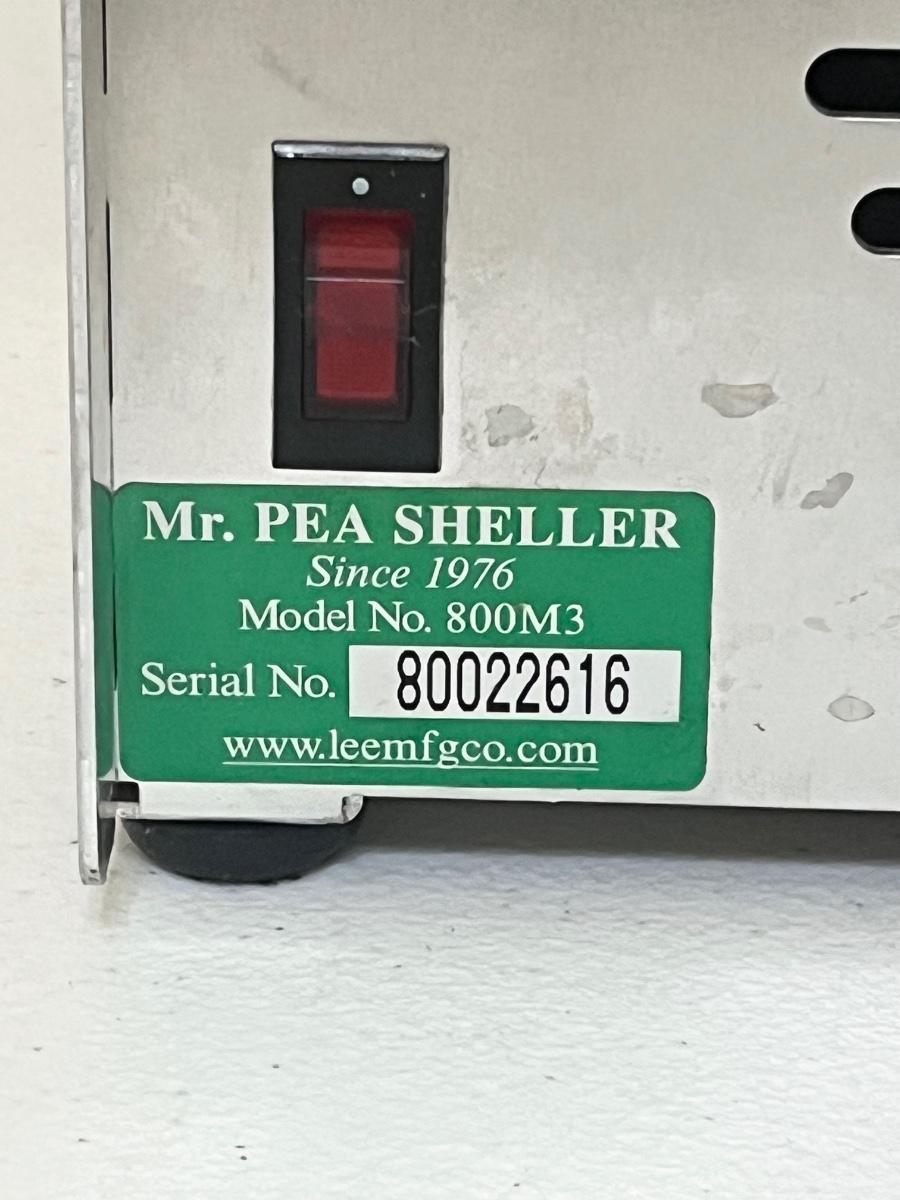 Mr. PEA SHELLER
Since 1976
Model No. 800M3
Serial No. 80022616
www.leemfgco.com